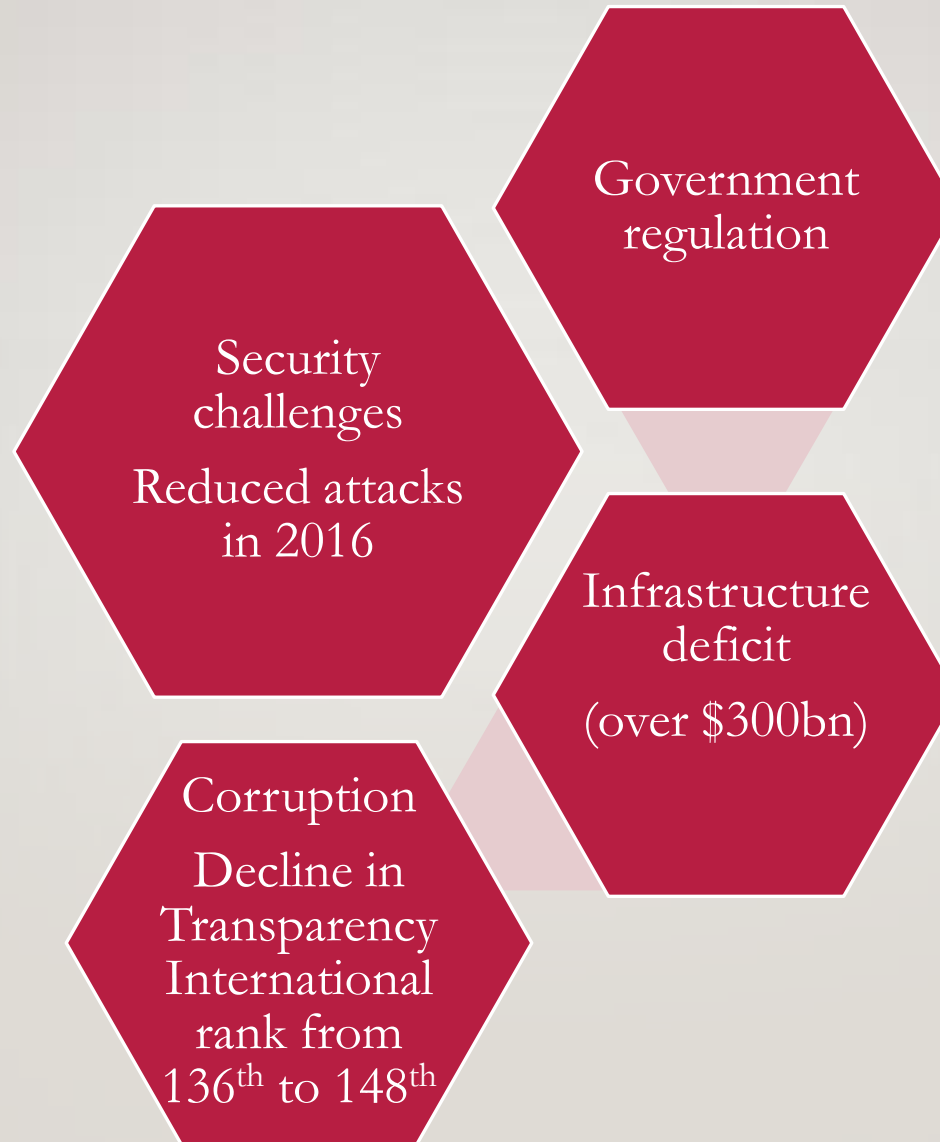 Government
regulation
Security
challenges
Reduced attacks
in 2016
Infrastructure
deficit
(over $300bn)
Corruption
Decline in
Transparency
International
rank from
136th to 148th